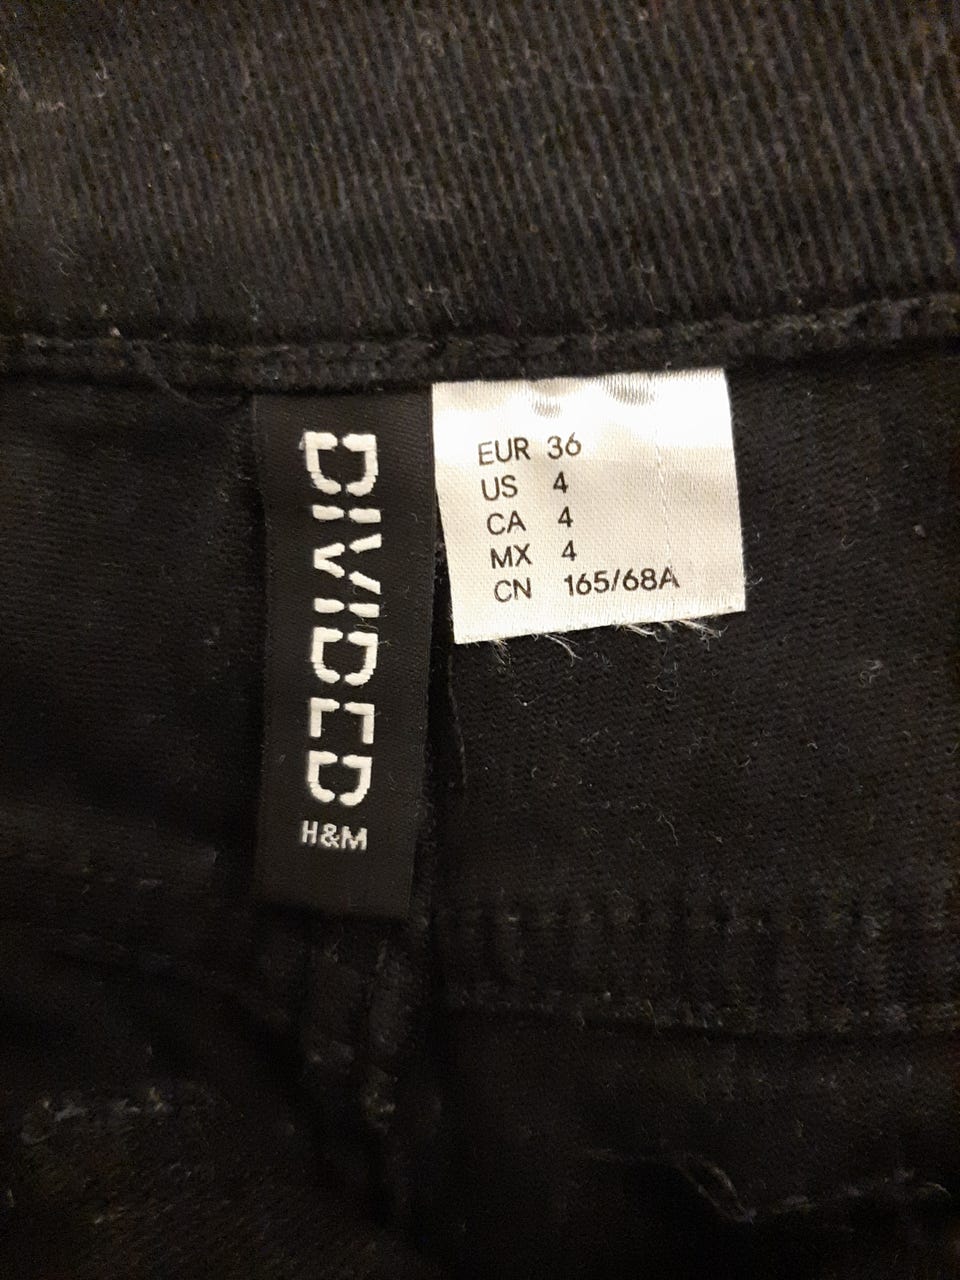 DIVIDED
H&M
EUR 36
US 4
CA 4
MX 4
CN 165/68A